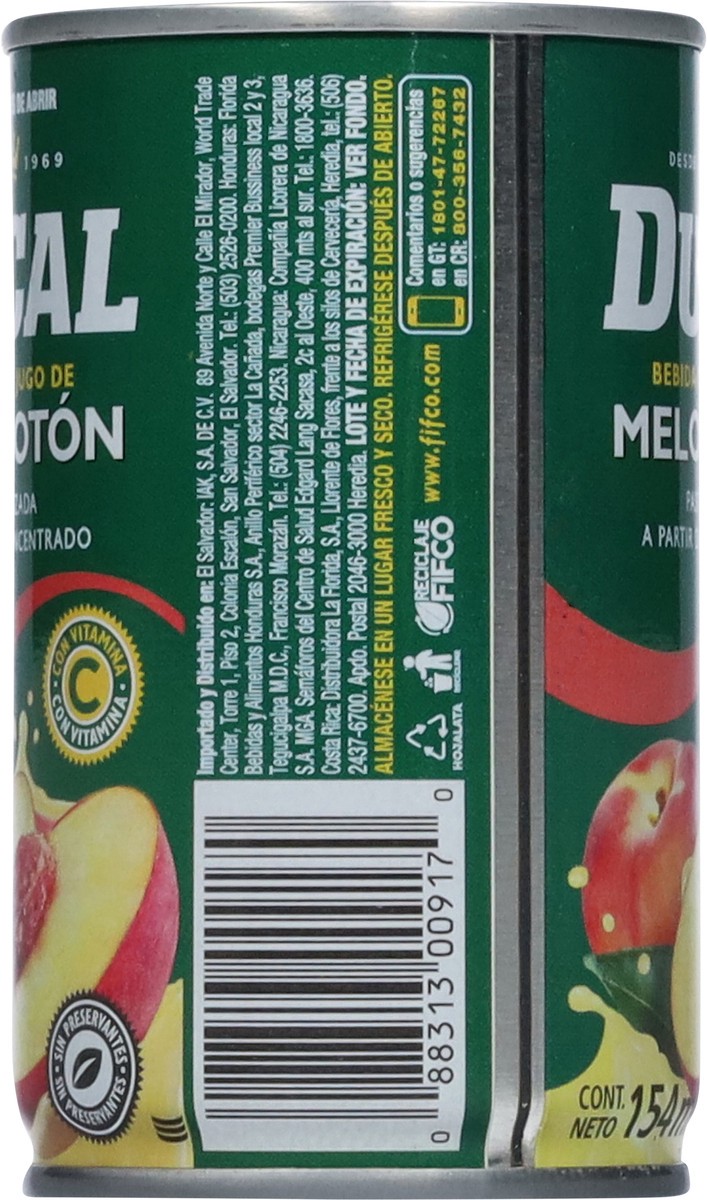 DE ABRIR
1969
CAL
JUGO DE
OTÓN
ZADA
CENTRADO
CON VITAMINA
C
CON VITAMINA
SIN PRESERVANTES
SIN PRESERVANTES
Importado y Distribuido en: El Salvador: IAK, S.A. DE C.V. 89 Avenida Norte y Calle El Mirador, World Trade
Center, Torre 1, Piso 2, Colonia Escalón, San Salvador, El Salvador. Tel.: (503) 2526-0200. Honduras: Florida
Bebidas y Alimentos Honduras S.A., Anillo Periférico sector La Cañada, bodegas Premier Bussiness local 2 y 3,
Tegucigalpa M.D.C., Francisco Morazán. Tel.: (504) 2246-2253. Nicaragua: Compañía Licorera de Nicaragua
S.A. MGA. Semáforos del Centro de Salud Edgard Lang Sacasa, 2c al Oeste, 400 mts al sur. Tel.: 1800-3636.
Costa Rica: Distribuidora La Florida, S.A., Llorente de Flores, frente a los silos de Cervecería, Heredia, tel.: (506)
2437-6700. Apdo. Postal 2046-3000 Heredia. LOTE Y FECHA DE EXPIRACIÓN: VER FONDO.
ALMACÉNESE EN UN LUGAR FRESCO Y SECO. REFRIGÉRESE DESPUÉS DE ABIERTO.
HOJALATA
RECICLAJE
FIFCO
www.fifco.com
Comentarios o sugerencias
en GT: 1801-47-72267
en CR: 800-356-7432
0 88313 00917 0
DESD
DU
BEBIDA
MELO
PA
A PARTIR
CONT.
NETO 154m